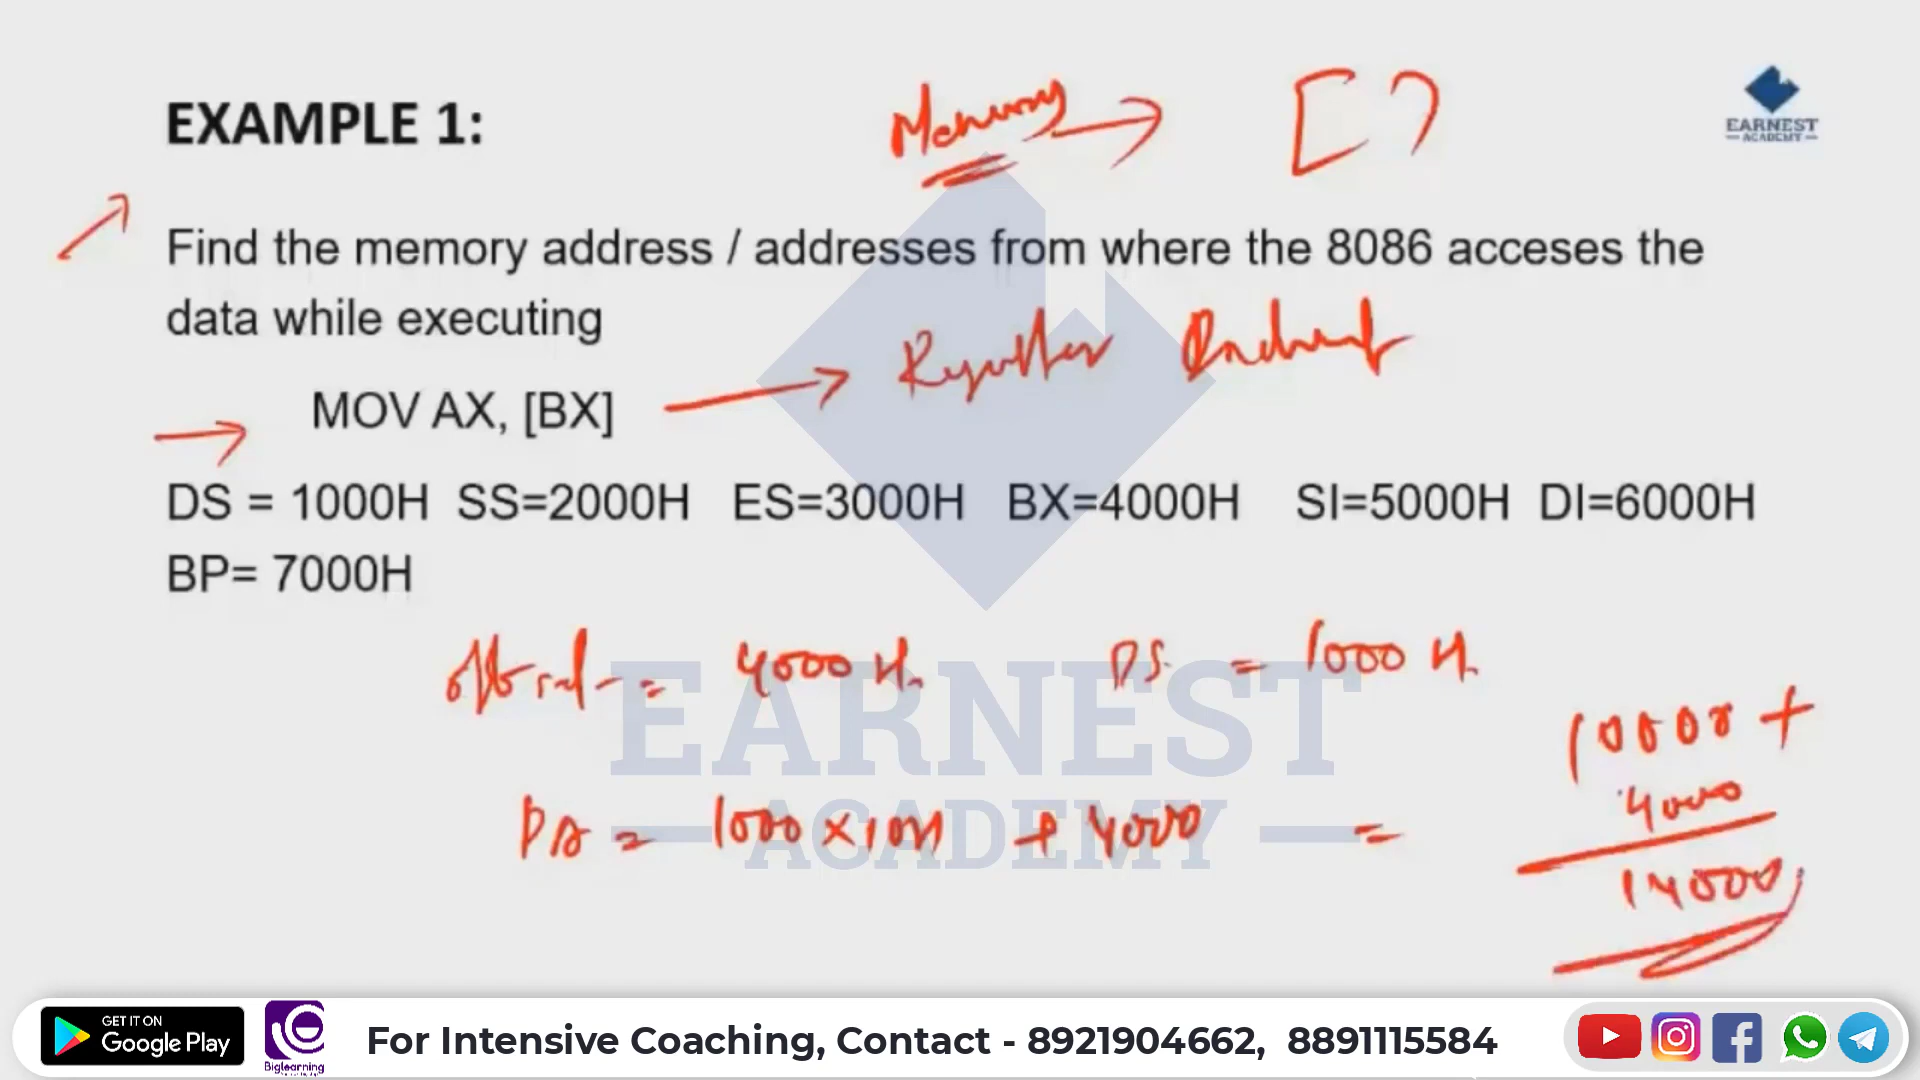 EXAMPLE 1:
Memory → [ ]
EARNEST
ACADEMY
Find the memory address / addresses from where the 8086 acceses the
data while executing
MOV AX, [BX] → Register
DS = 1000H SS=2000H ES=3000H BX=4000H SI=5000H DI=6000H
BP= 7000H
= 4000 H DS = 1000 H
EARNEST
ACADEMY
PA = 1000 × 10H + 4000 =
10000 +
4000
14000
GET IT ON
Google Play
Biglearning
For Intensive Coaching, Contact - 8921904662, 8891115584